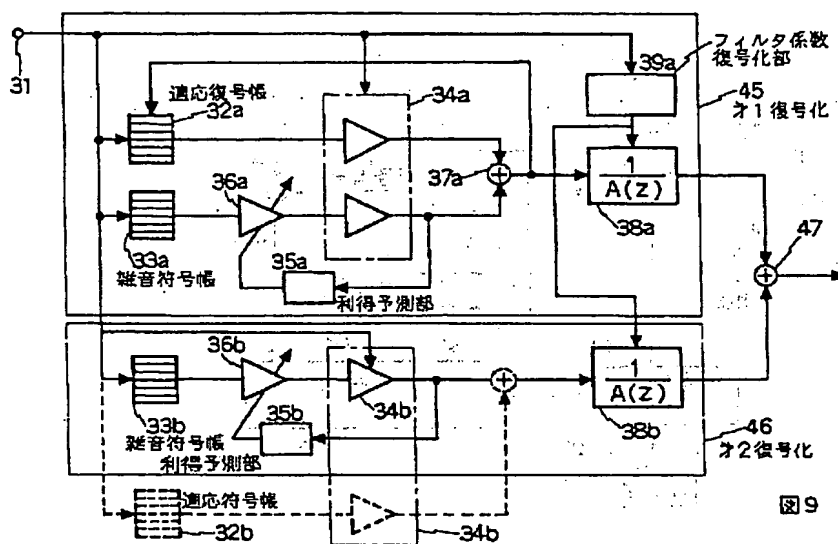 31
適応復号帳
32a
34a
39a
フィルタ係数
復号化部
45
オ1復号化
36a
37a
1
A(Z)
38a
47
35a
33a
雑音符号帳
利得予測部
36b
34b
1
A(Z)
38b
33b
35b
雑音符号帳
利得予測部
46
オ2復号化
適応符号帳
32b
34b
図9